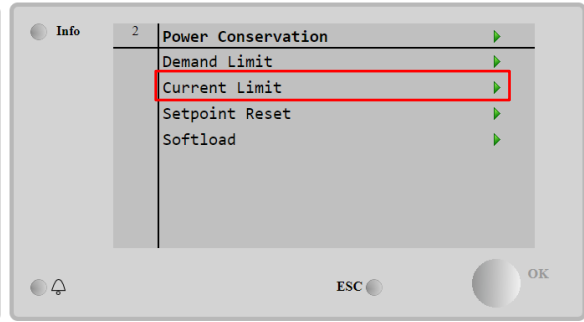 Info
2 Power Conservation
Demand Limit
Current Limit
Setpoint Reset
Softload
ESC
OK